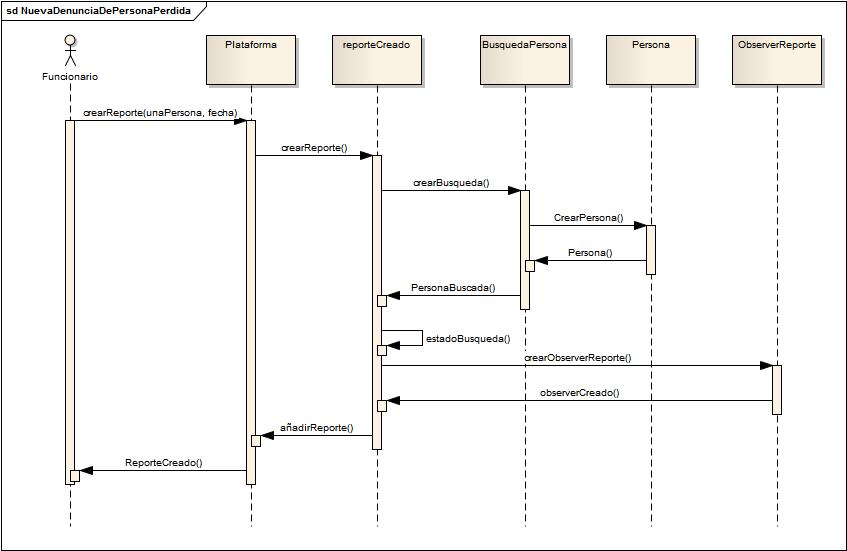 sd NuevaDenunciaDePersonaPerdida
Funcionario
Plataforma
reporteCreado
BusquedaPersona
Persona
ObserverReporte
crearReporte(unaPersona, fecha)
crearReporte()
crearBusqueda()
CrearPersona()
Persona()
PersonaBuscada()
estadoBusqueda()
crearObserverReporte()
observerCreado()
añadirReporte()
ReporteCreado()